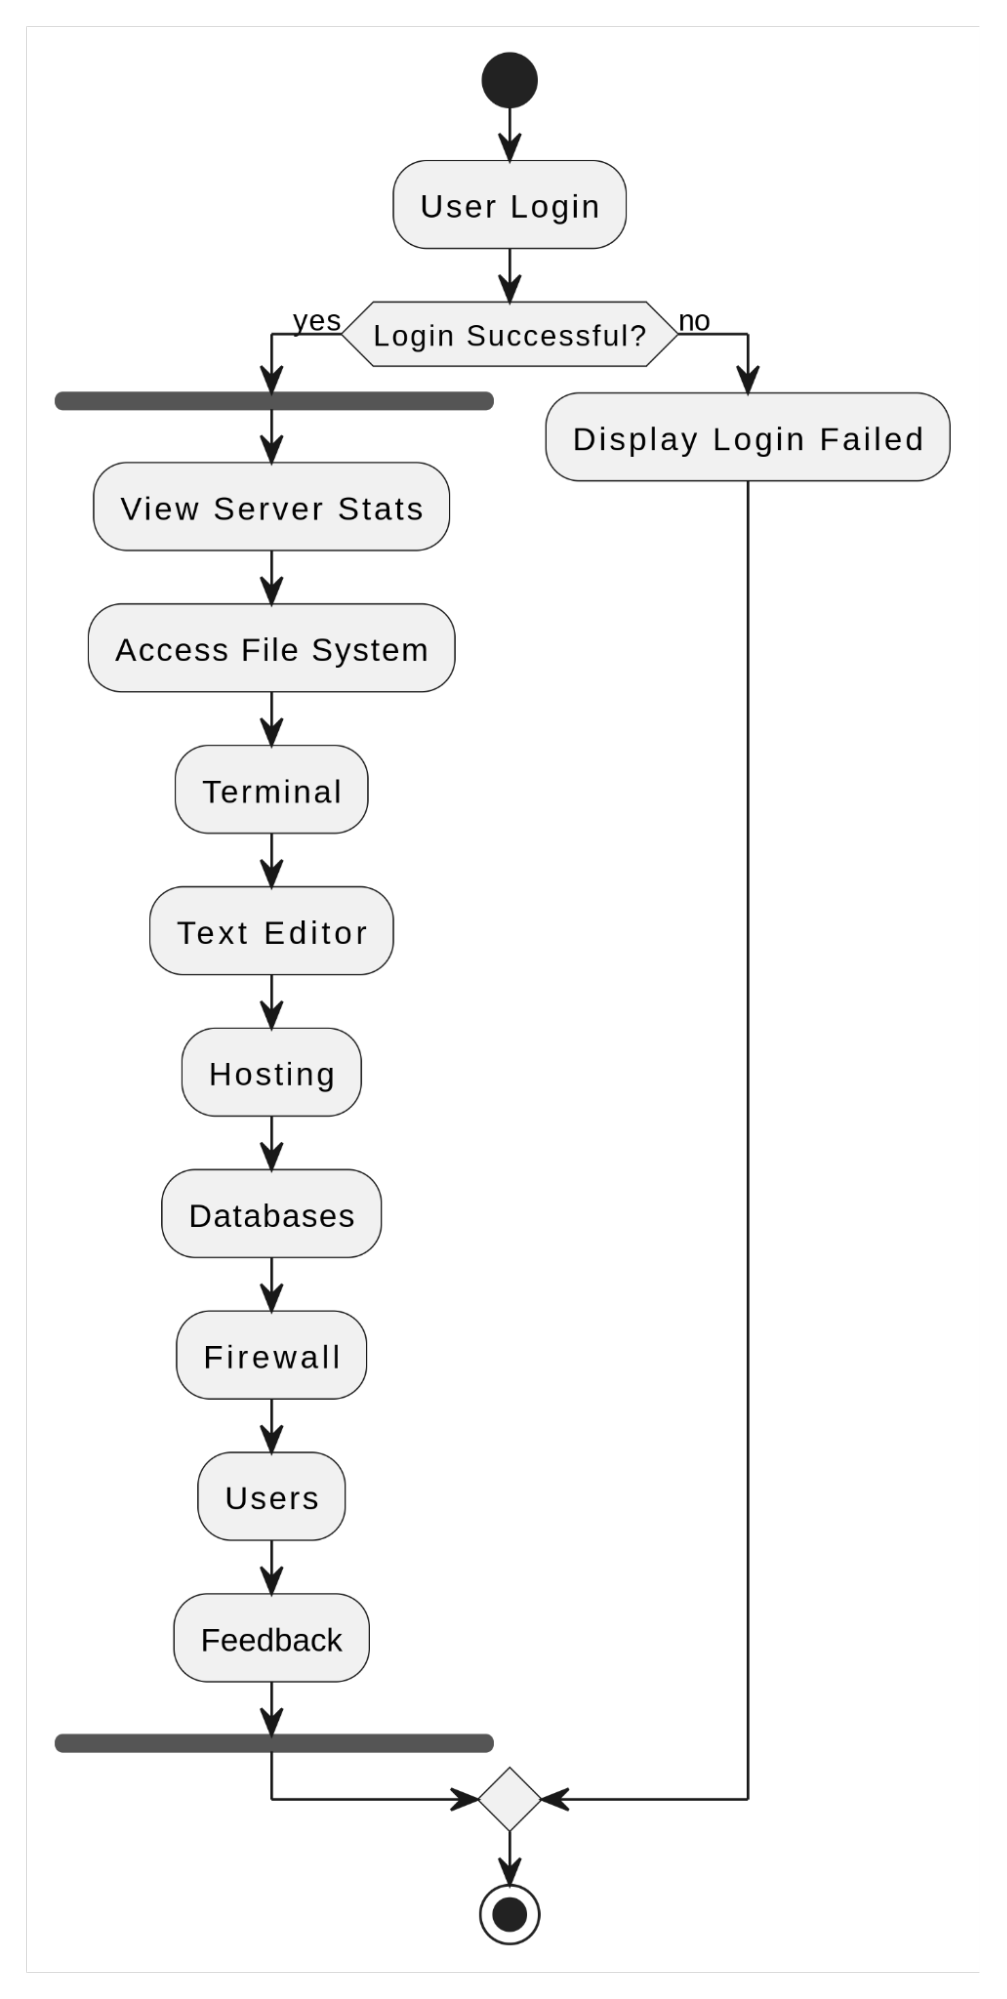 User Login
yes
Login Successful?
no
Display Login Failed
View Server Stats
Access File System
Terminal
Text Editor
Hosting
Databases
Firewall
Users
Feedback